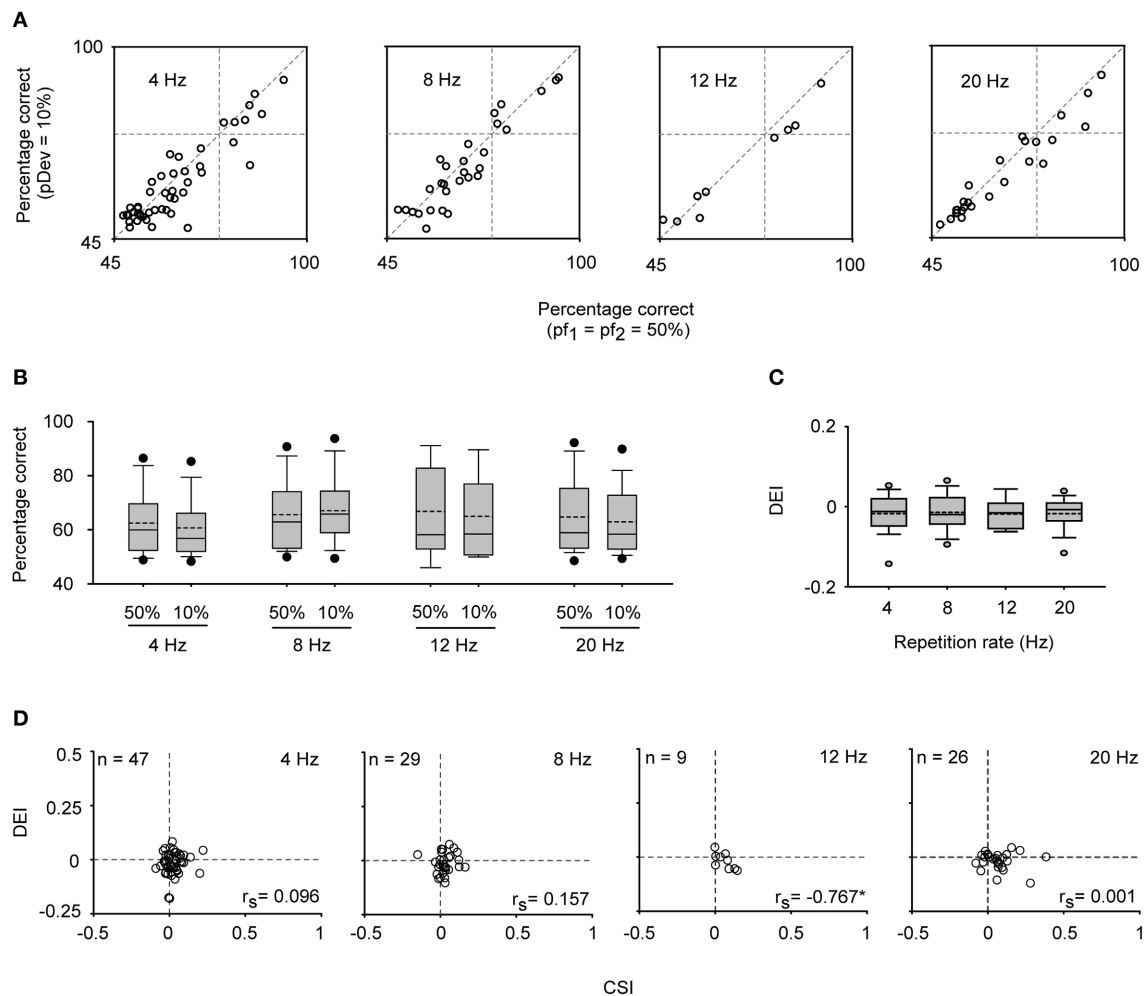 A
100
4 Hz
8 Hz
12 Hz
20 Hz
Percentage correct
(pDev = 10%)
45
45 100 45 100 45 100 45 100
Percentage correct
(pf1 = pf2 = 50%)
B
100
80
60
40
Percentage correct
50% 10% 50% 10% 50% 10% 50% 10%
4 Hz 8 Hz 12 Hz 20 Hz
C
0.2
0
-0.2
DEI
4 8 12 20
Repetition rate (Hz)
D
0.5
0.25
0
-0.25
DEI
n = 47 4 Hz
rs= 0.096
n = 29 8 Hz
rs= 0.157
n = 9 12 Hz
rs= -0.767*
n = 26 20 Hz
rs= 0.001
-0.5 0 0.5 1 -0.5 0 0.5 1 -0.5 0 0.5 1 -0.5 0 0.5 1
CSI